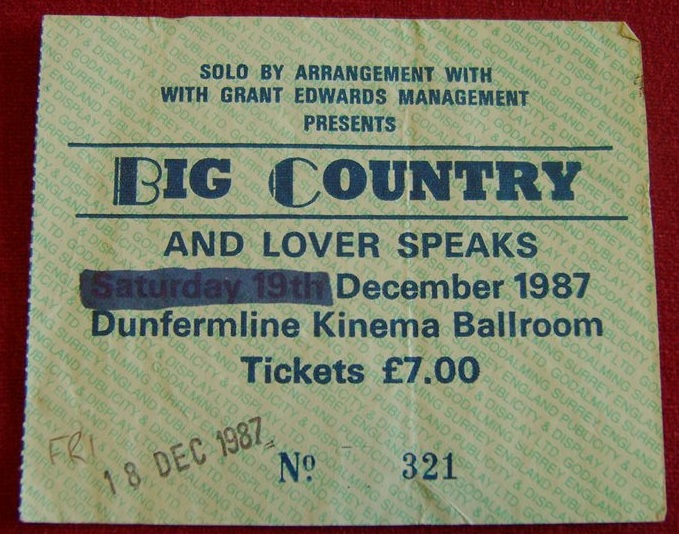 SOLO BY ARRANGEMENT WITH
WITH GRANT EDWARDS MANAGEMENT
PRESENTS
BIG COUNTRY
AND LOVER SPEAKS
Saturday 19th December 1987
Dunfermline Kinema Ballroom
Tickets £7.00
FRI 18 DEC 1987
Nº 321